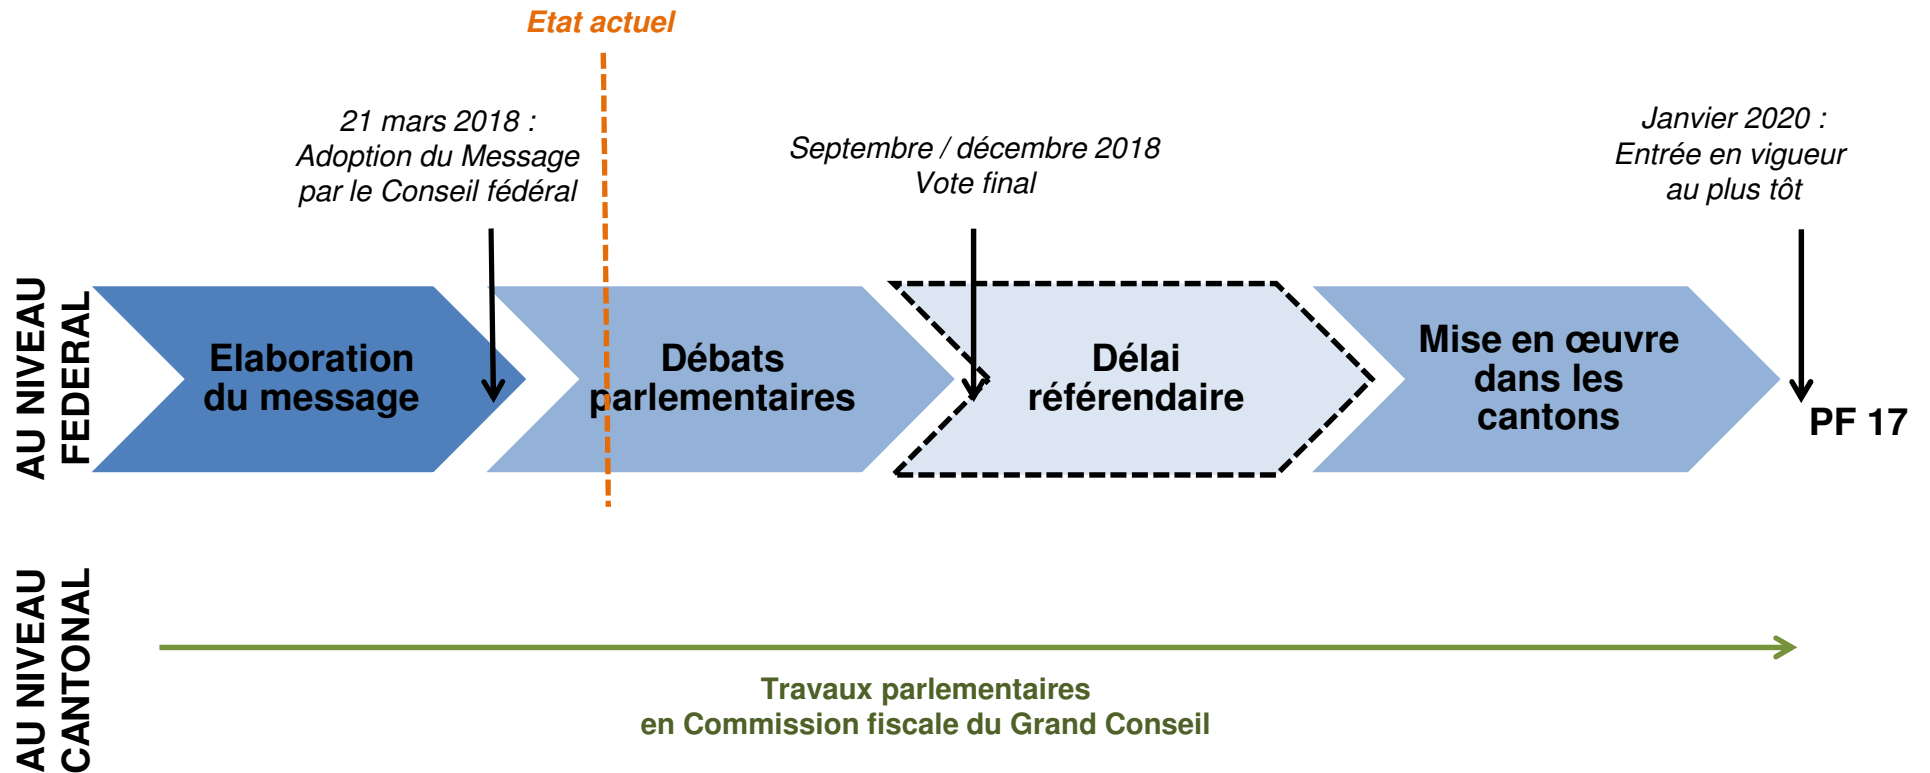 Etat actuel
21 mars 2018 :
Adoption du Message
par le Conseil fédéral
Septembre / décembre 2018
Vote final
Janvier 2020 :
Entrée en vigueur
au plus tôt
AU NIVEAU
FEDERAL
Elaboration
du message
Débats
parlementaires
Délai
référendaire
Mise en œuvre
dans les
cantons
PF 17
AU NIVEAU
CANTONAL
Travaux parlementaires
en Commission fiscale du Grand Conseil